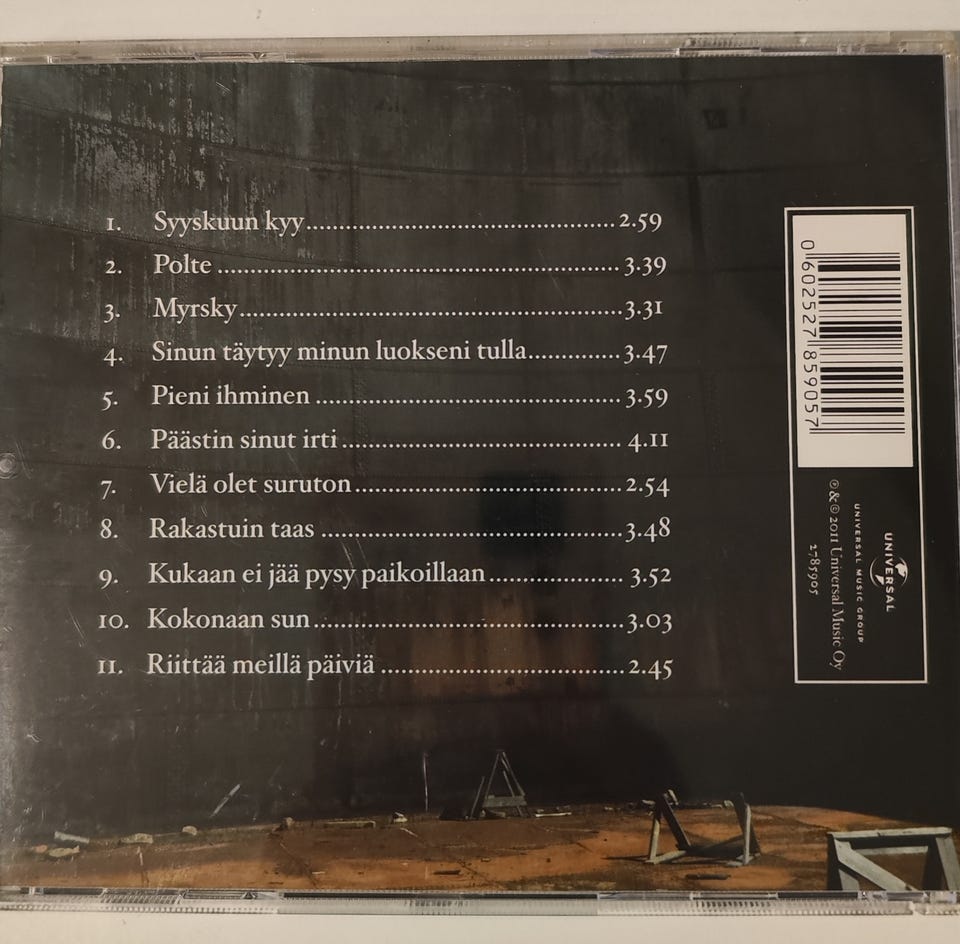 1. Syyskuun kyy........................................2.59
2. Polte........................................3.39
3. Myrsky........................................3.31
4. Sinun täytyy minun luokseni tulla..............3.47
5. Pieni ihminen........................................3.59
6. Päästin sinut irti........................................4.11
7. Vielä olet suruton........................................2.54
8. Rakastuin taas........................................3.48
9. Kukaan ei jää pysy paikoillaan....................3.52
10. Kokonaan sun........................................3.03
11. Riittää meillä päiviä........................................2.45
0 602527 859057
UNIVERSAL
UNIVERSAL MUSIC GROUP
℗ & © 2011 Universal Music Oy
2785905